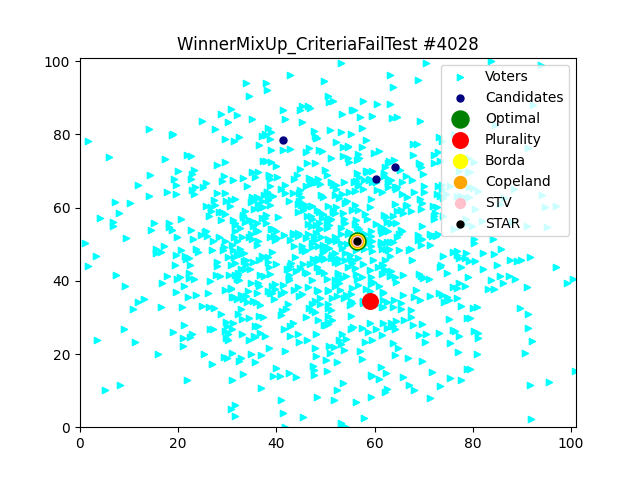 WinnerMixUp_CriteriaFailTest #4028
100
80
60
40
20
0
0
20
40
60
80
100
Voters
Candidates
Optimal
Plurality
Borda
Copeland
STV
STAR